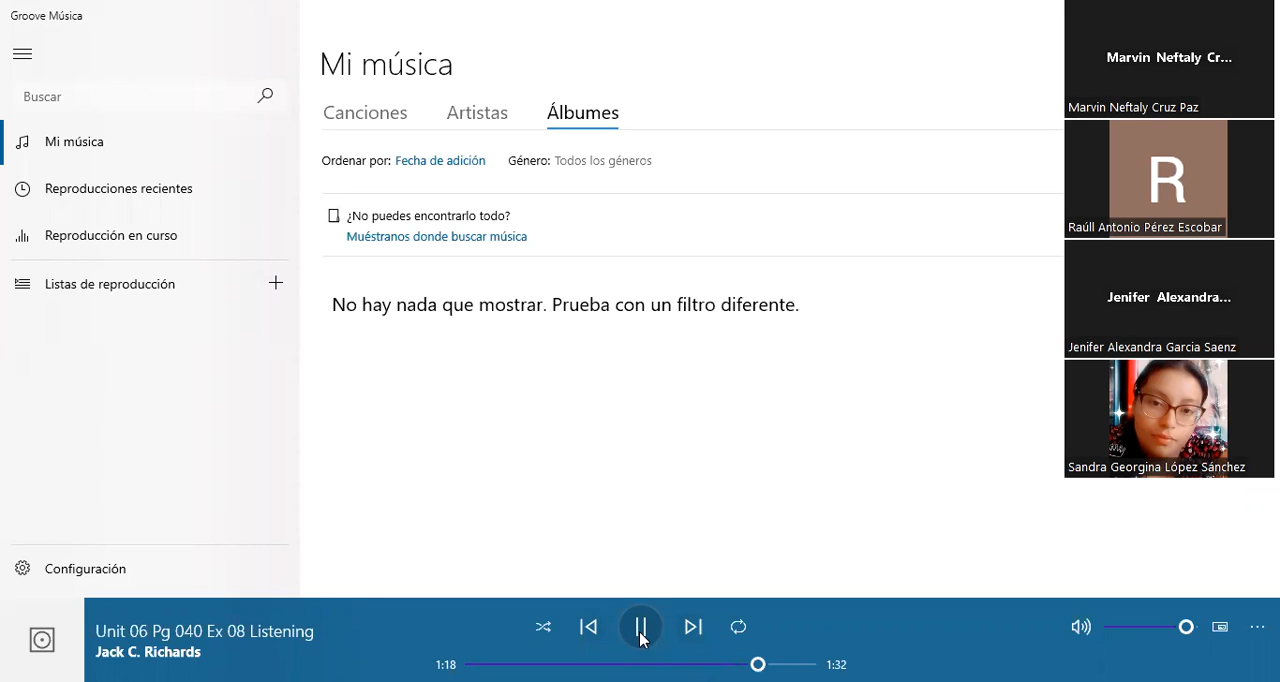 Groove Música
Buscar
Mi música
Reproducciones recientes
Reproducción en curso
Listas de reproducción
Configuración
Mi música
Canciones Artistas Álbumes
Ordenar por: Fecha de adición Género: Todos los géneros
¿No puedes encontrarlo todo?
Muéstranos donde buscar música
No hay nada que mostrar. Prueba con un filtro diferente.
Marvin Neftaly Cr...
Marvin Neftaly Cruz Paz
R
Raúll Antonio Pérez Escobar
Jenifer Alexandra...
Jenifer Alexandra Garcia Saenz
Sandra Georgina López Sánchez
Unit 06 Pg 040 Ex 08 Listening
Jack C. Richards
1:18 1:32